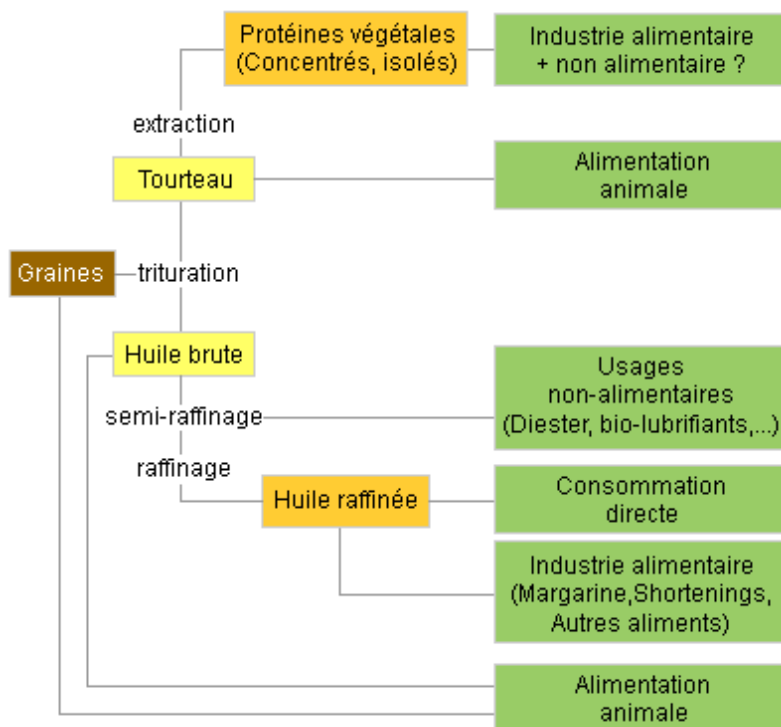 Protéines végétales
(Concentrés, isolés)
Industrie alimentaire
+ non alimentaire ?
extraction
Tourteau
Alimentation
animale
Graines
trituration
Huile brute
Usages
non-alimentaires
(Diester, bio-lubrifiants,...)
semi-raffinage
raffinage
Huile raffinée
Consommation
directe
Industrie alimentaire
(Margarine,Shortenings,
Autres aliments)
Alimentation
animale